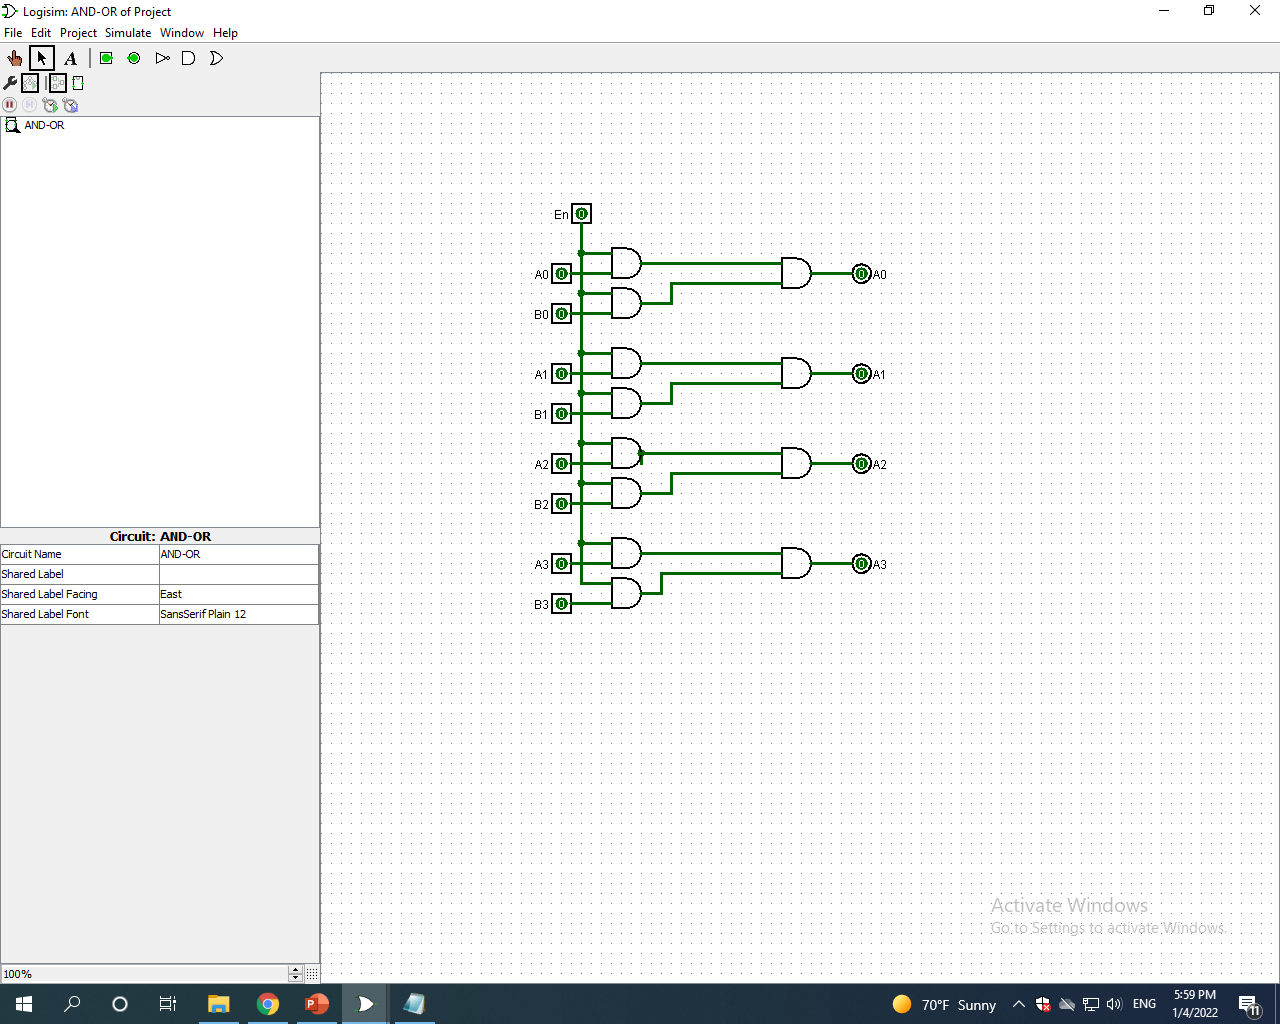 Logisim: AND-OR of Project
File Edit Project Simulate Window Help
A
AND-OR
Circuit: AND-OR
Circuit Name AND-OR
Shared Label
Shared Label Facing East
Shared Label Font SansSerif Plain 12
100%
En 0
A0 0 0 A0
B0 0
A1 0 0 A1
B1 0
A2 0 0 A2
B2 0
A3 0 0 A3
B3 0
Activate Windows
Go to Settings to activate Windows.
70°F Sunny
ENG
5:59 PM
1/4/2022
11